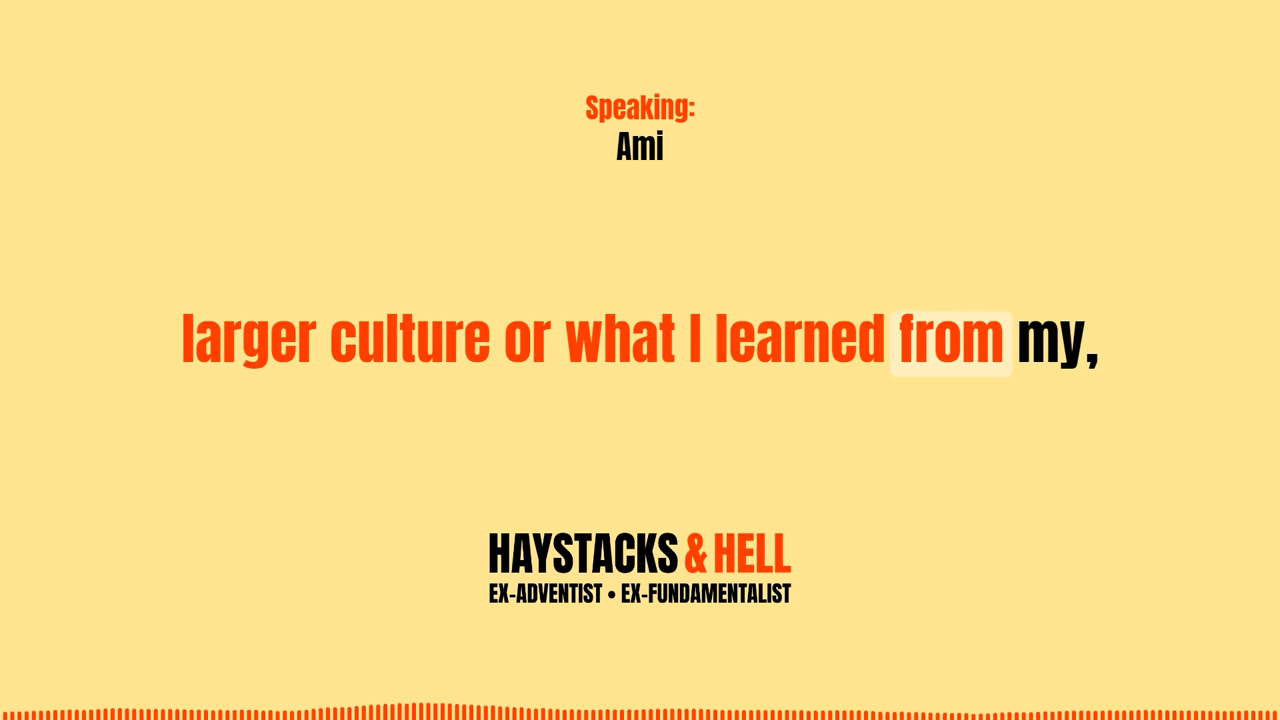 Speaking:
Ami
larger culture or what I learned from my,
HAYSTACKS & HELL
EX-ADVENTIST • EX-FUNDAMENTALIST